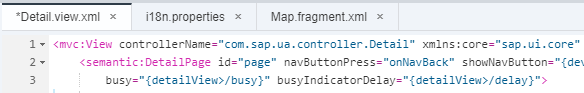 *Detail.view.xml × i18n.properties × Map.fragment.xml ×
1 <mvc:View controllerName="com.sap.ua.controller.Detail" xmlns:core="sap.ui.core"
2 <semantic:DetailPage id="page" navButtonPress="onNavBack" showNavButton="{dev
3 busy="{detailView>/busy}" busyIndicatorDelay="{detailView>/delay}">